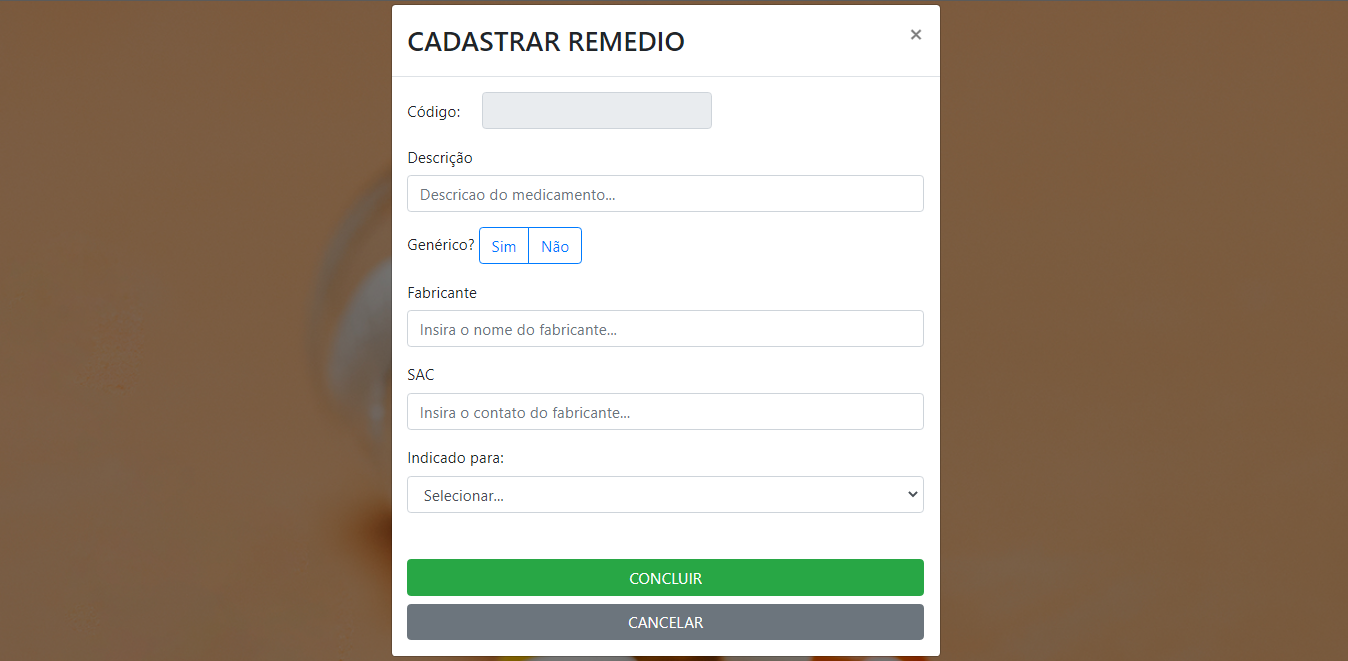 CADASTRAR REMEDIO ×
Código:
Descrição
Descricao do medicamento...
Genérico? Sim Não
Fabricante
Insira o nome do fabricante...
SAC
Insira o contato do fabricante...
Indicado para:
Selecionar...
CONCLUIR
CANCELAR